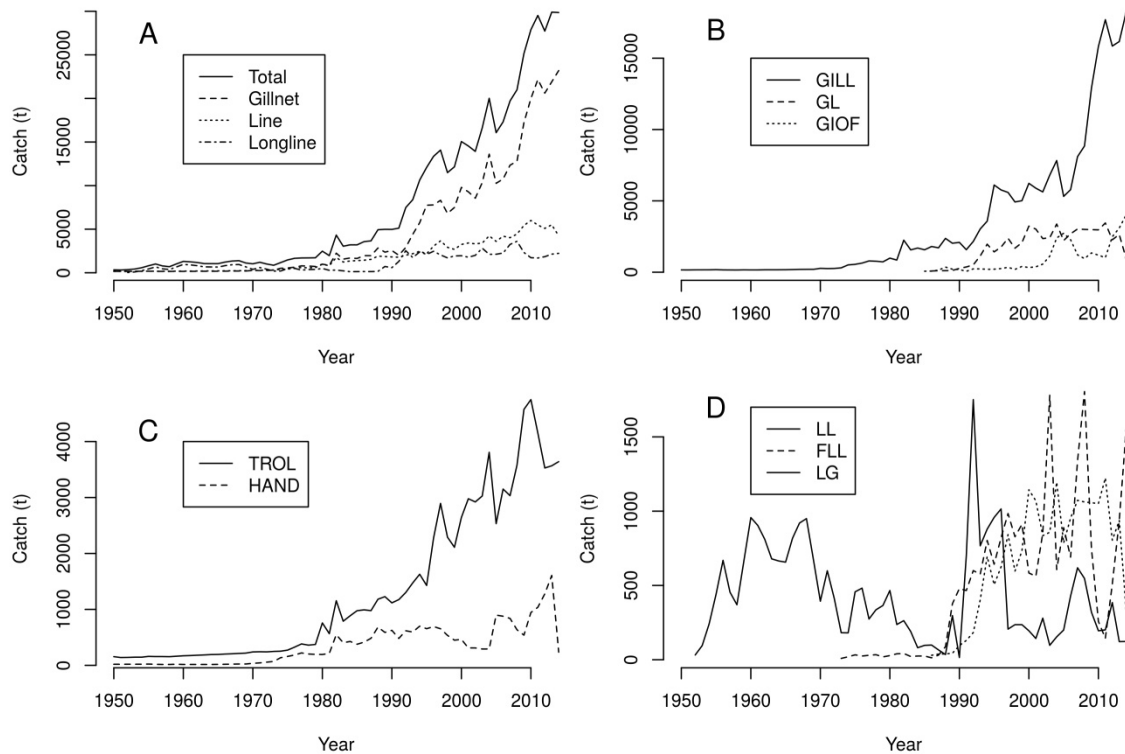 A
Total
Gillnet
Line
Longline
Catch (t)
0 5000 15000 25000
1950 1960 1970 1980 1990 2000 2010
Year
B
GILL
GL
GIOF
Catch (t)
0 5000 10000 15000
1950 1960 1970 1980 1990 2000 2010
Year
C
TROL
HAND
Catch (t)
0 1000 2000 3000 4000
1950 1960 1970 1980 1990 2000 2010
Year
D
LL
FLL
LG
Catch (t)
0 500 1000 1500
1950 1960 1970 1980 1990 2000 2010
Year